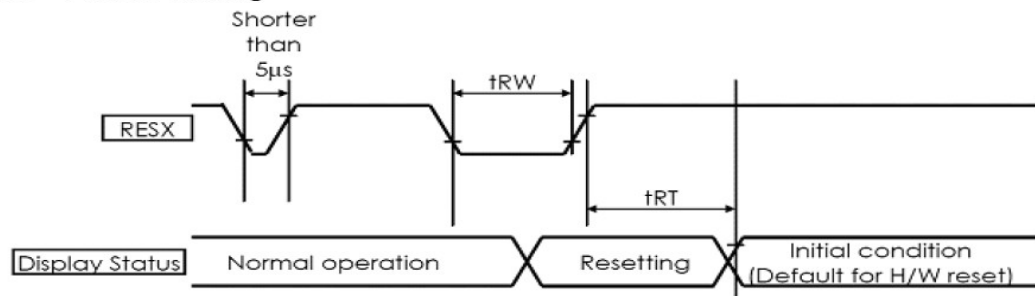 Shorter
than
5µs
tRW
RESX
tRT
Display Status
Normal operation
Resetting
Initial condition
(Default for H/W reset)